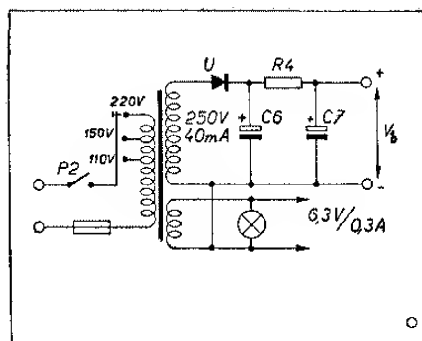 U
R4
+
220V
250V
40mA
+
C6
+
C7
150V
110V
Vb
P2
-
6,3V/0,3A